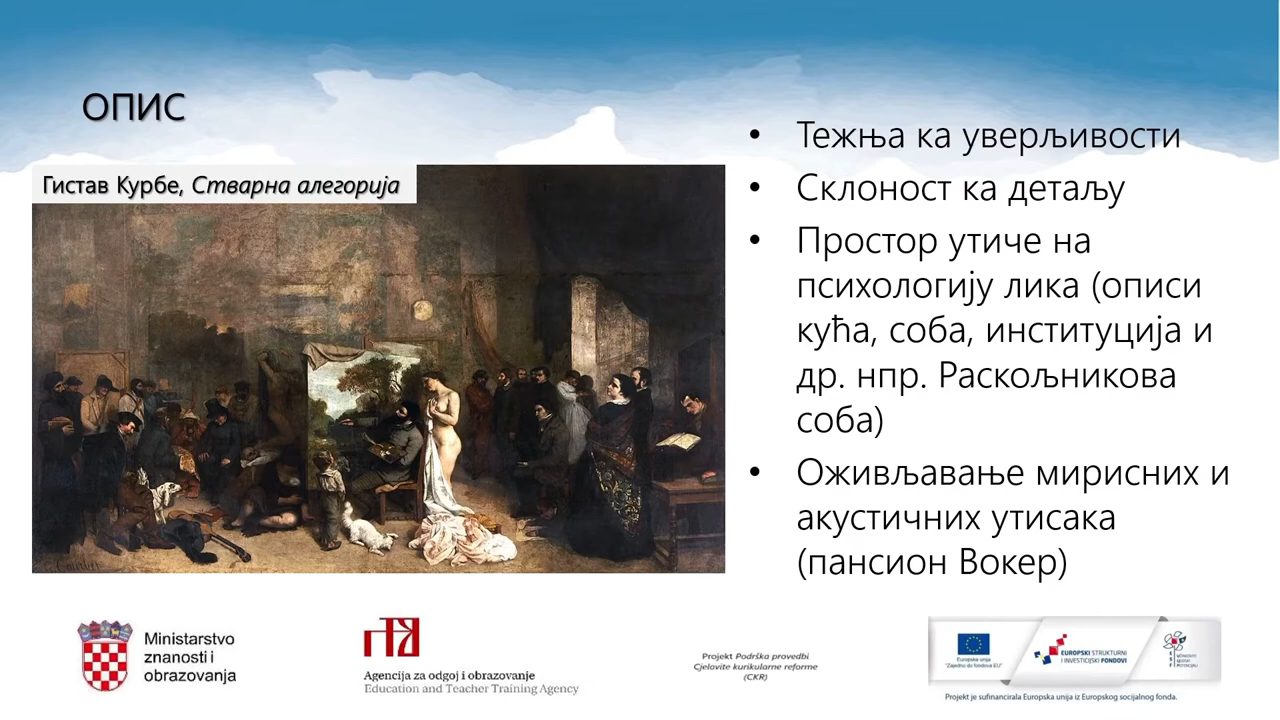 ОПИС
Гистав Курбе, Стварна алегорија
• Тежња ка уверљивости
• Склоност ка детаљу
• Простор утиче на
психологију лика (описи
кућа, соба, институција и
др. нпр. Раскољникова
соба)
• Оживљавање мирисних и
акустичних утисака
(пансион Вокер)
Ministarstvo
znanosti i
obrazovanja
Agencija za odgoj i obrazovanje
Education and Teacher Training Agency
Projekt Podrška provedbi
Cjelovite kurikularne reforme
(CKR)
Europska unija
"Zajedno do fondova EU"
EUROPSKI STRUKTURNI
I INVESTICIJSKI FONDOVI
Projekt je sufinancirala Europska unija iz Europskog socijalnog fonda.